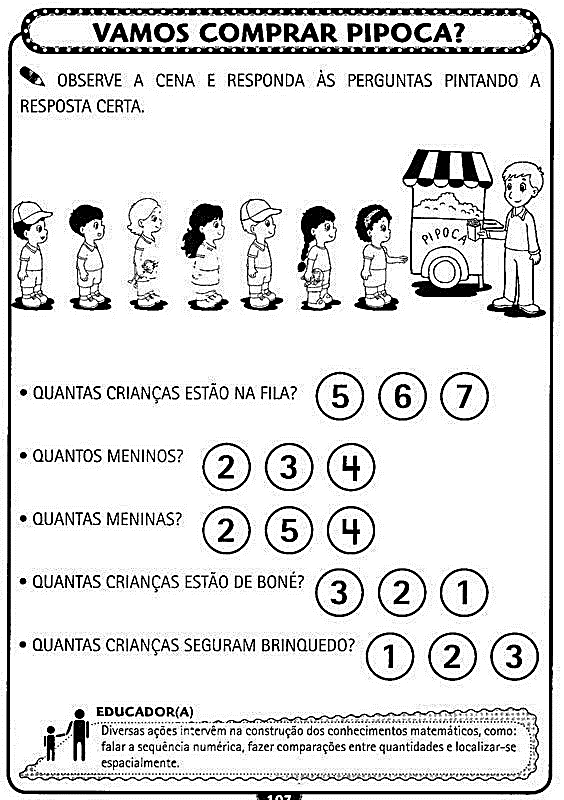 VAMOS COMPRAR PIPOCA?
OBSERVE A CENA E RESPONDA ÀS PERGUNTAS PINTANDO A
RESPOSTA CERTA.
PIPOCA
• QUANTAS CRIANÇAS ESTÃO NA FILA? 5 6 7
• QUANTOS MENINOS? 2 3 4
• QUANTAS MENINAS? 2 5 4
• QUANTAS CRIANÇAS ESTÃO DE BONÉ? 3 2 1
• QUANTAS CRIANÇAS SEGURAM BRINQUEDO? 1 2 3
EDUCADOR(A)
Diversas ações intervêm na construção dos conhecimentos matemáticos, como:
falar a sequência numérica, fazer comparações entre quantidades e localizar-se
espacialmente.